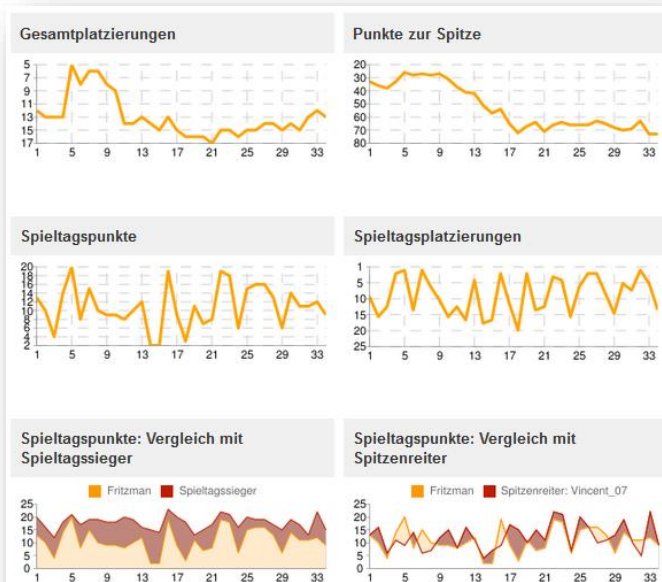 Gesamtplatzierungen
Punkte zur Spitze
5
7
9
11
13
15
17
1 5 9 13 17 21 25 29 33
20
30
40
50
60
70
80
1 5 9 13 17 21 25 29 33
Spieltagspunkte
Spieltagsplatzierungen
20
18
16
14
12
10
8
6
4
2
1 5 9 13 17 21 25 29 33
1
5
10
15
20
25
1 5 9 13 17 21 25 29 33
Spieltagspunkte: Vergleich mit
Spieltagssieger
Spieltagspunkte: Vergleich mit
Spitzenreiter
Fritzman Spieltagssieger
Fritzman Spitzenreiter: Vincent_07
25
20
15
10
5
0
1 5 9 13 17 21 25 29 33
25
20
15
10
5
0
1 5 9 13 17 21 25 29 33